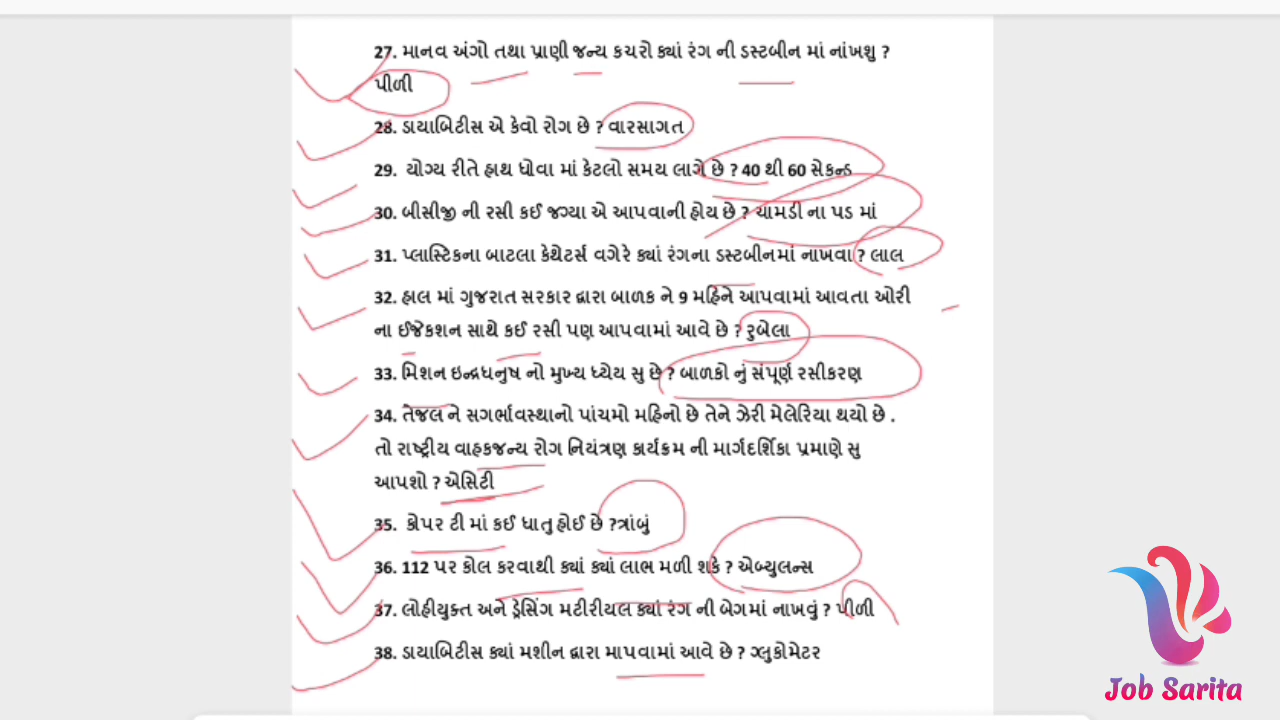 27. માનવ અંગો તથા પ્રાણી જન્ય કચરો ક્યાં રંગ ની ડસ્ટબીન માં નાંખશુ ?
પીળી
28. ડાયાબિટીસ એ કેવો રોગ છે ? વારસાગત
29. યોગ્ય રીતે હાથ ધોવા માં કેટલો સમય લાગે છે ? 40 થી 60 સેકન્ડ
30. બીસીજી ની રસી કઈ જગ્યા એ આપવાની હોય છે ? ચામડી ના પડ માં
31. પ્લાસ્ટિકના બાટલા કેથેટર્સ વગેરે ક્યાં રંગના ડસ્ટબીનમાં નાખવા ? લાલ
32. હાલ માં ગુજરાત સરકાર દ્વારા બાળક ને 9 મહિને આપવામાં આવતા ઓરી
ના ઈજેકશન સાથે કઈ રસી પણ આપવામાં આવે છે ? રુબેલા
33. મિશન ઇન્દ્રધનુષ નો મુખ્ય ધ્યેય સુ છે ? બાળકો નું સંપૂર્ણ રસીકરણ
34. તેજલ ને સગર્ભાવસ્થાનો પાંચમો મહિનો છે તેને ઝેરી મેલેરિયા થયો છે .
તો રાષ્ટ્રીય વાહકજન્ય રોગ નિયંત્રણ કાર્યક્રમ ની માર્ગદર્શિકા પ્રમાણે સુ
આપશો ? એસિટી
35. કોપર ટી માં કઈ ધાતુ હોઈ છે ?ત્રાંબું
36. 112 પર કોલ કરવાથી ક્યાં ક્યાં લાભ મળી શકે ? એબ્યુલન્સ
37. લોહીયુક્ત અને ડ્રેસિંગ મટીરીયલ ક્યાં રંગ ની બેગમાં નાખવું ? પીળી
38. ડાયાબિટીસ ક્યાં મશીન દ્વારા માપવામાં આવે છે ? ગ્લુકોમેટર
Job Sarita